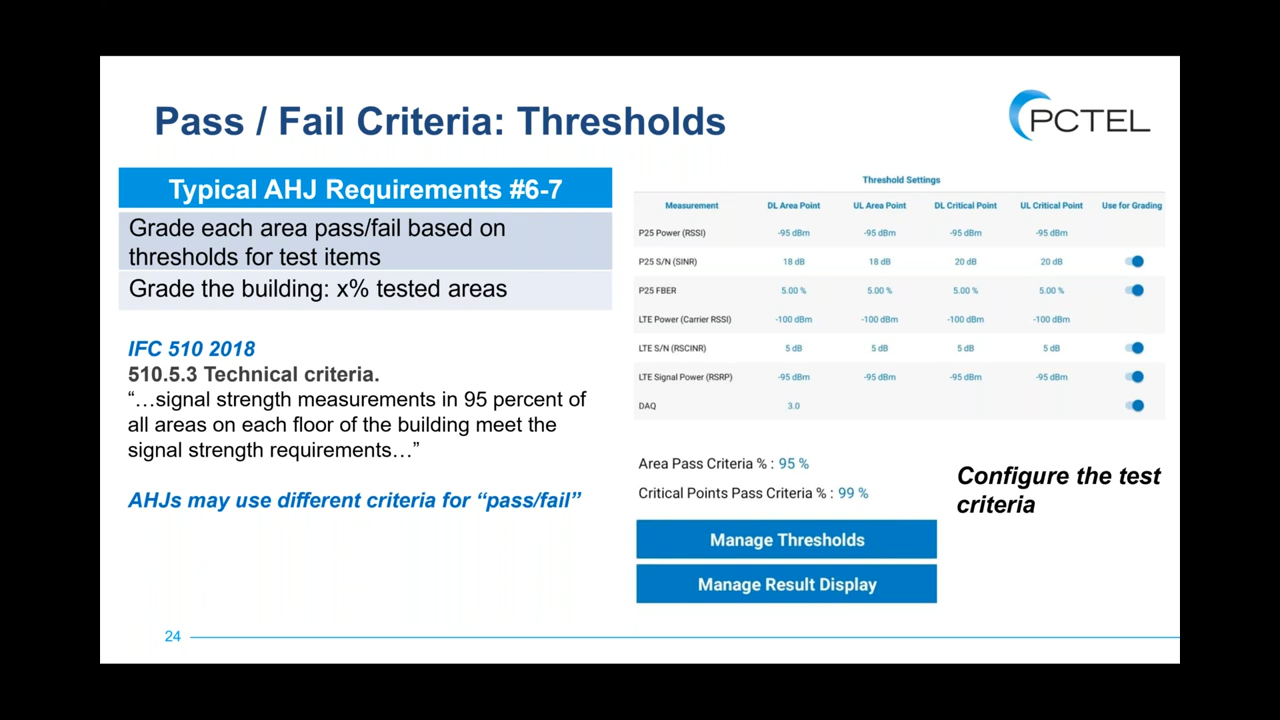 Pass / Fail Criteria: Thresholds
PCTEL
Typical AHJ Requirements #6-7
Grade each area pass/fail based on
thresholds for test items
Grade the building: x% tested areas
IFC 510 2018
510.5.3 Technical criteria.
“…signal strength measurements in 95 percent of
all areas on each floor of the building meet the
signal strength requirements…”
AHJs may use different criteria for “pass/fail”
Threshold Settings
Measurement DL Area Point UL Area Point DL Critical Point UL Critical Point Use for Grading
P25 Power (RSSI) -95 dBm -95 dBm -95 dBm -95 dBm
P25 S/N (SINR) 18 dB 18 dB 20 dB 20 dB
P25 FBER 5.00 % 5.00 % 5.00 % 5.00 %
LTE Power (Carrier RSSI) -100 dBm -100 dBm -100 dBm -100 dBm
LTE S/N (RSCINR) 5 dB 5 dB 5 dB 5 dB
LTE Signal Power (RSRP) -95 dBm -95 dBm -95 dBm -95 dBm
DAQ 3.0
Area Pass Criteria % : 95 %
Critical Points Pass Criteria % : 99 %
Manage Thresholds
Manage Result Display
Configure the test
criteria
24